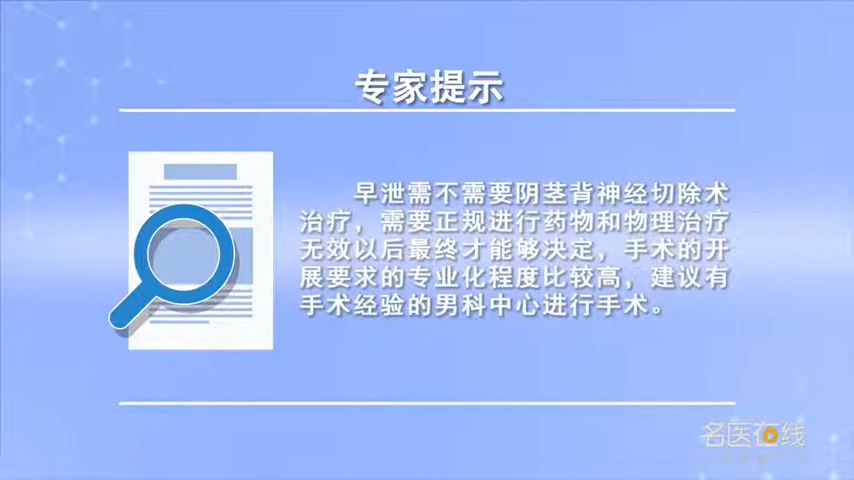 专家提示
早泄需不需要阴茎背神经切除术
治疗，需要正规进行药物和物理治疗
无效以后最终才能够决定，手术的开
展要求的专业化程度比较高，建议有
手术经验的男科中心进行手术。
名医在线